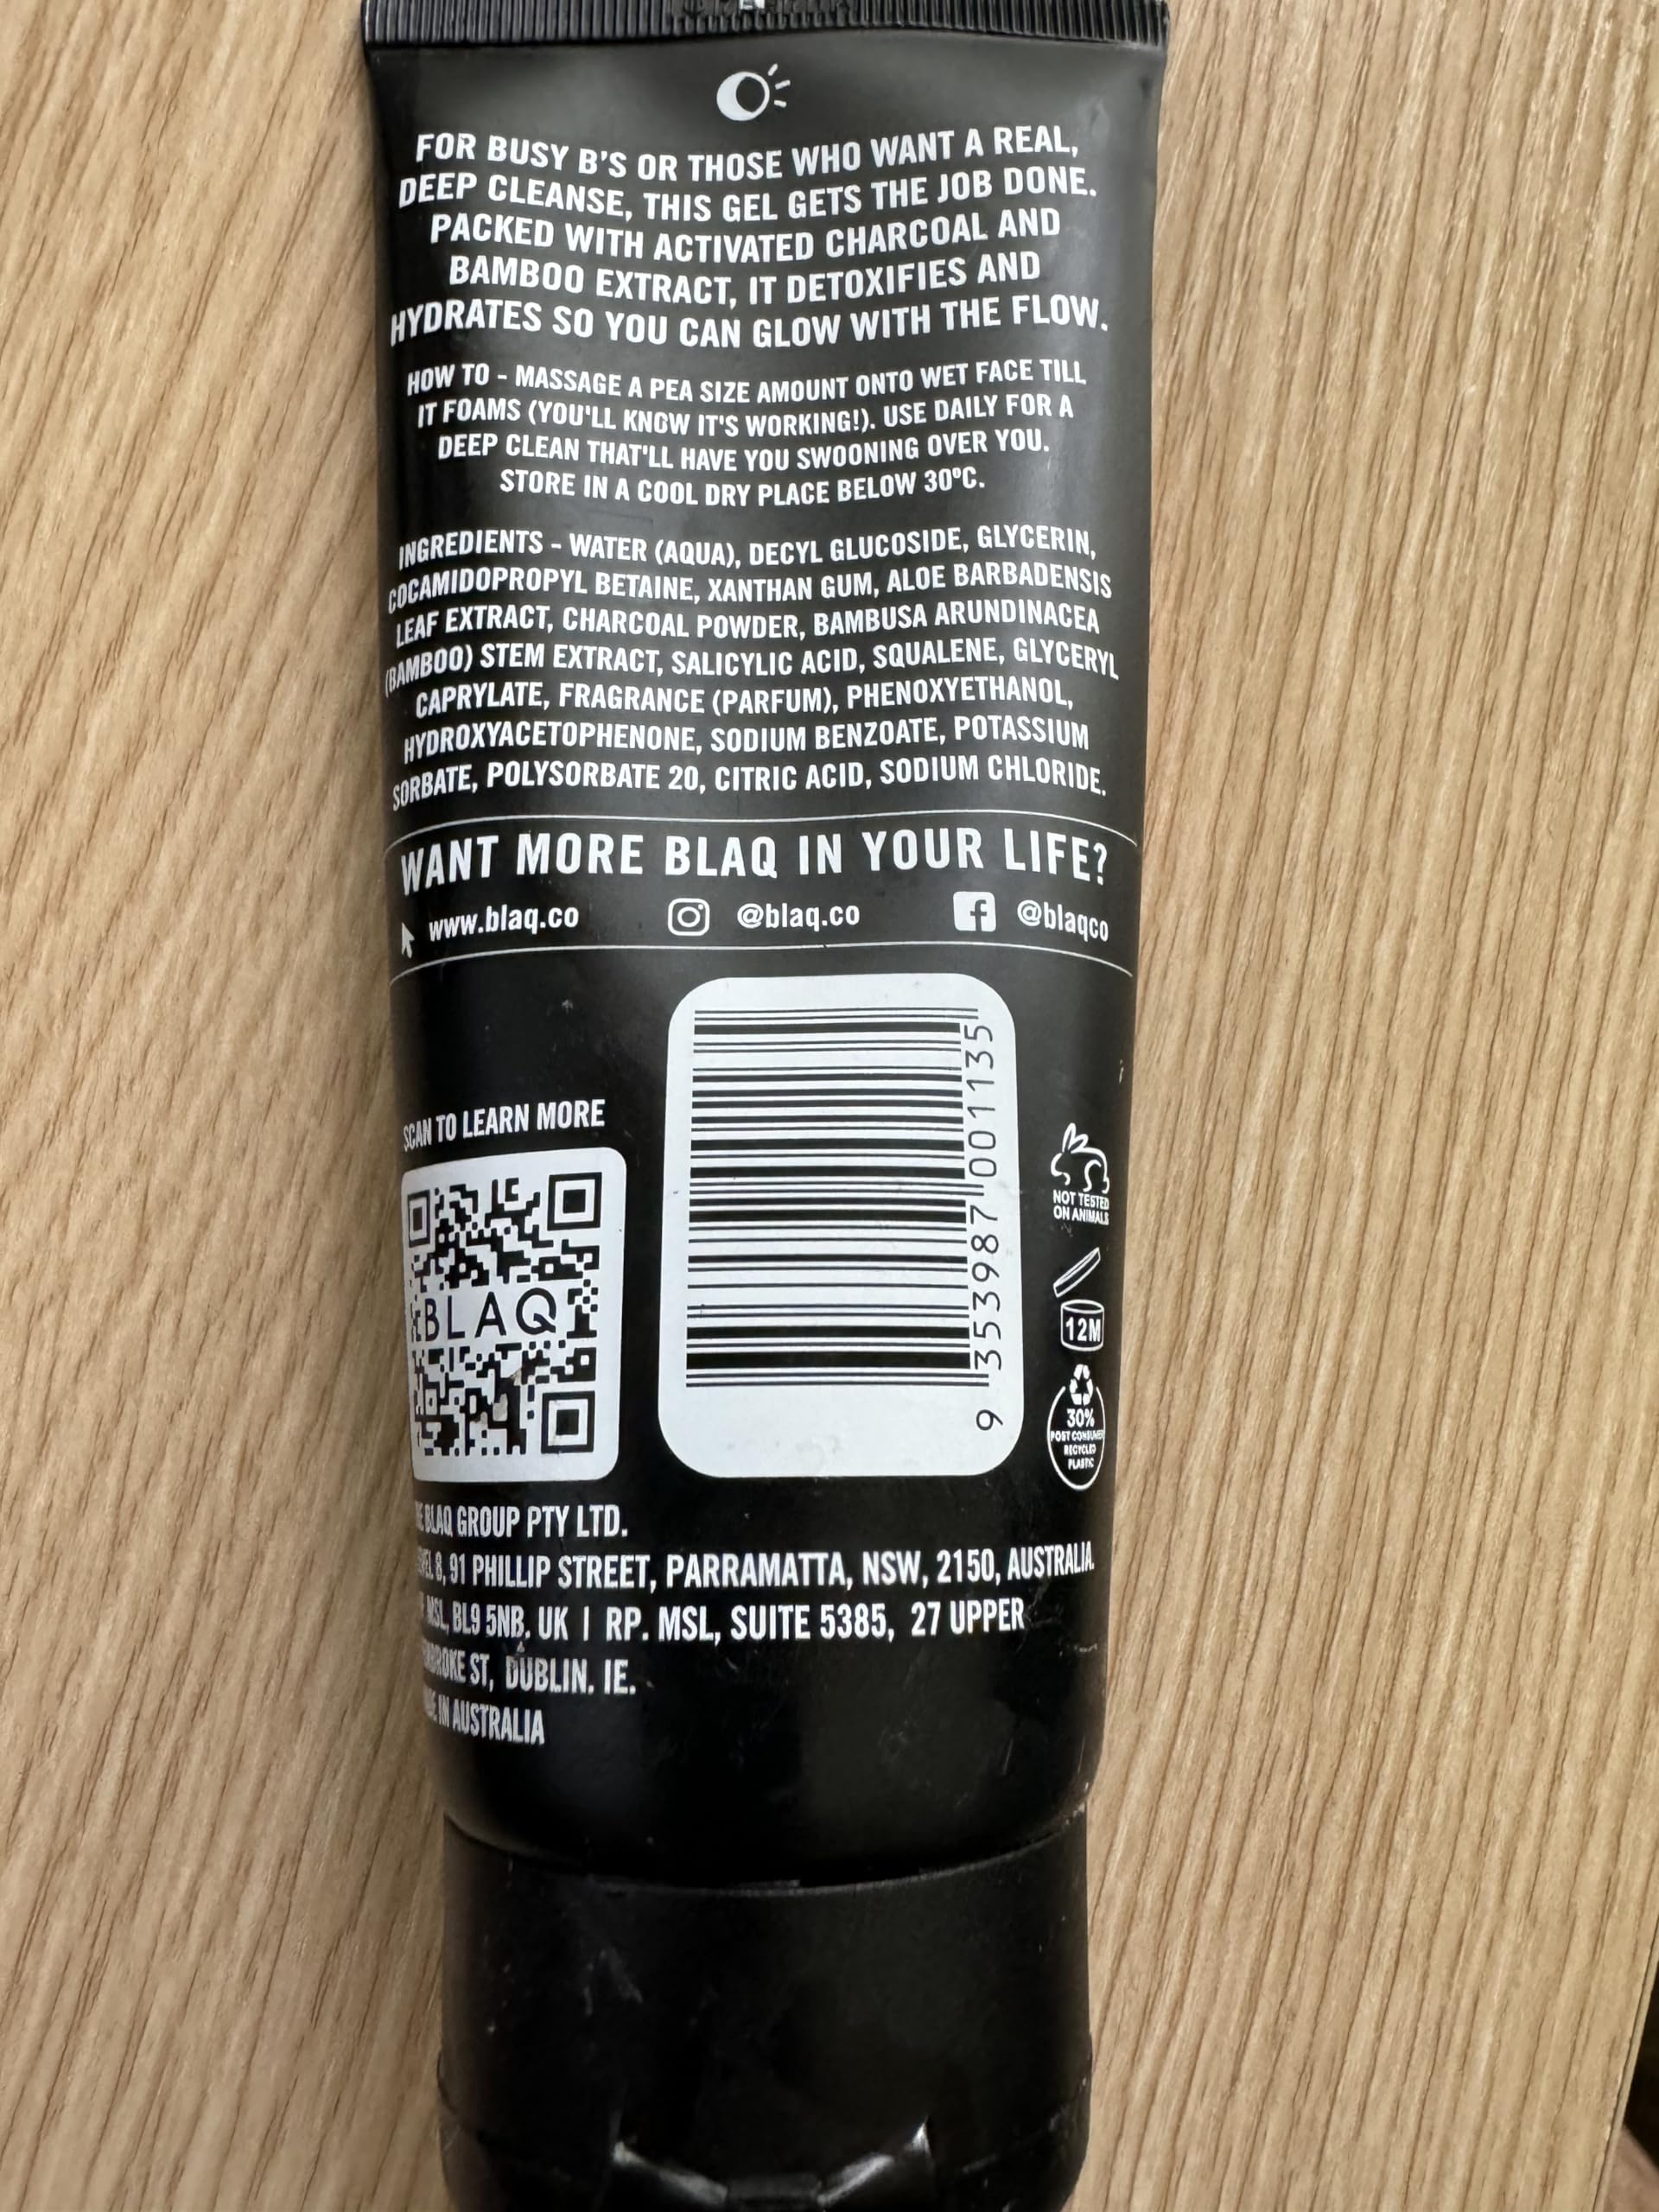 FOR BUSY B'S OR THOSE WHO WANT A REAL,
DEEP CLEANSE, THIS GEL GETS THE JOB DONE.
PACKED WITH ACTIVATED CHARCOAL AND
BAMBOO EXTRACT, IT DETOXIFIES AND
HYDRATES SO YOU CAN GLOW WITH THE FLOW.
HOW TO - MASSAGE A PEA SIZE AMOUNT ONTO WET FACE TILL
IT FOAMS (YOU'LL KNOW IT'S WORKING!). USE DAILY FOR A
DEEP CLEAN THAT'LL HAVE YOU SWOONING OVER YOU.
STORE IN A COOL DRY PLACE BELOW 30ºC.
INGREDIENTS - WATER (AQUA), DECYL GLUCOSIDE, GLYCERIN,
COCAMIDOPROPYL BETAINE, XANTHAN GUM, ALOE BARBADENSIS
LEAF EXTRACT, CHARCOAL POWDER, BAMBUSA ARUNDINACEA
(BAMBOO) STEM EXTRACT, SALICYLIC ACID, SQUALENE, GLYCERYL
CAPRYLATE, FRAGRANCE (PARFUM), PHENOXYETHANOL,
HYDROXYACETOPHENONE, SODIUM BENZOATE, POTASSIUM
SORBATE, POLYSORBATE 20, CITRIC ACID, SODIUM CHLORIDE.
WANT MORE BLAQ IN YOUR LIFE?
www.blaq.co @blaq.co @blaqco
SCAN TO LEARN MORE
BLAQ
9 353987 001135
NOT TESTED
ON ANIMALS
12M
30%
POST CONSUMER
RECYCLED
PLASTIC
BLAQ GROUP PTY LTD.
8, 91 PHILLIP STREET, PARRAMATTA, NSW, 2150, AUSTRALIA.
MSL, BL9 5NB. UK | RP. MSL, SUITE 5385, 27 UPPER
ST, DUBLIN. IE.
IN AUSTRALIA